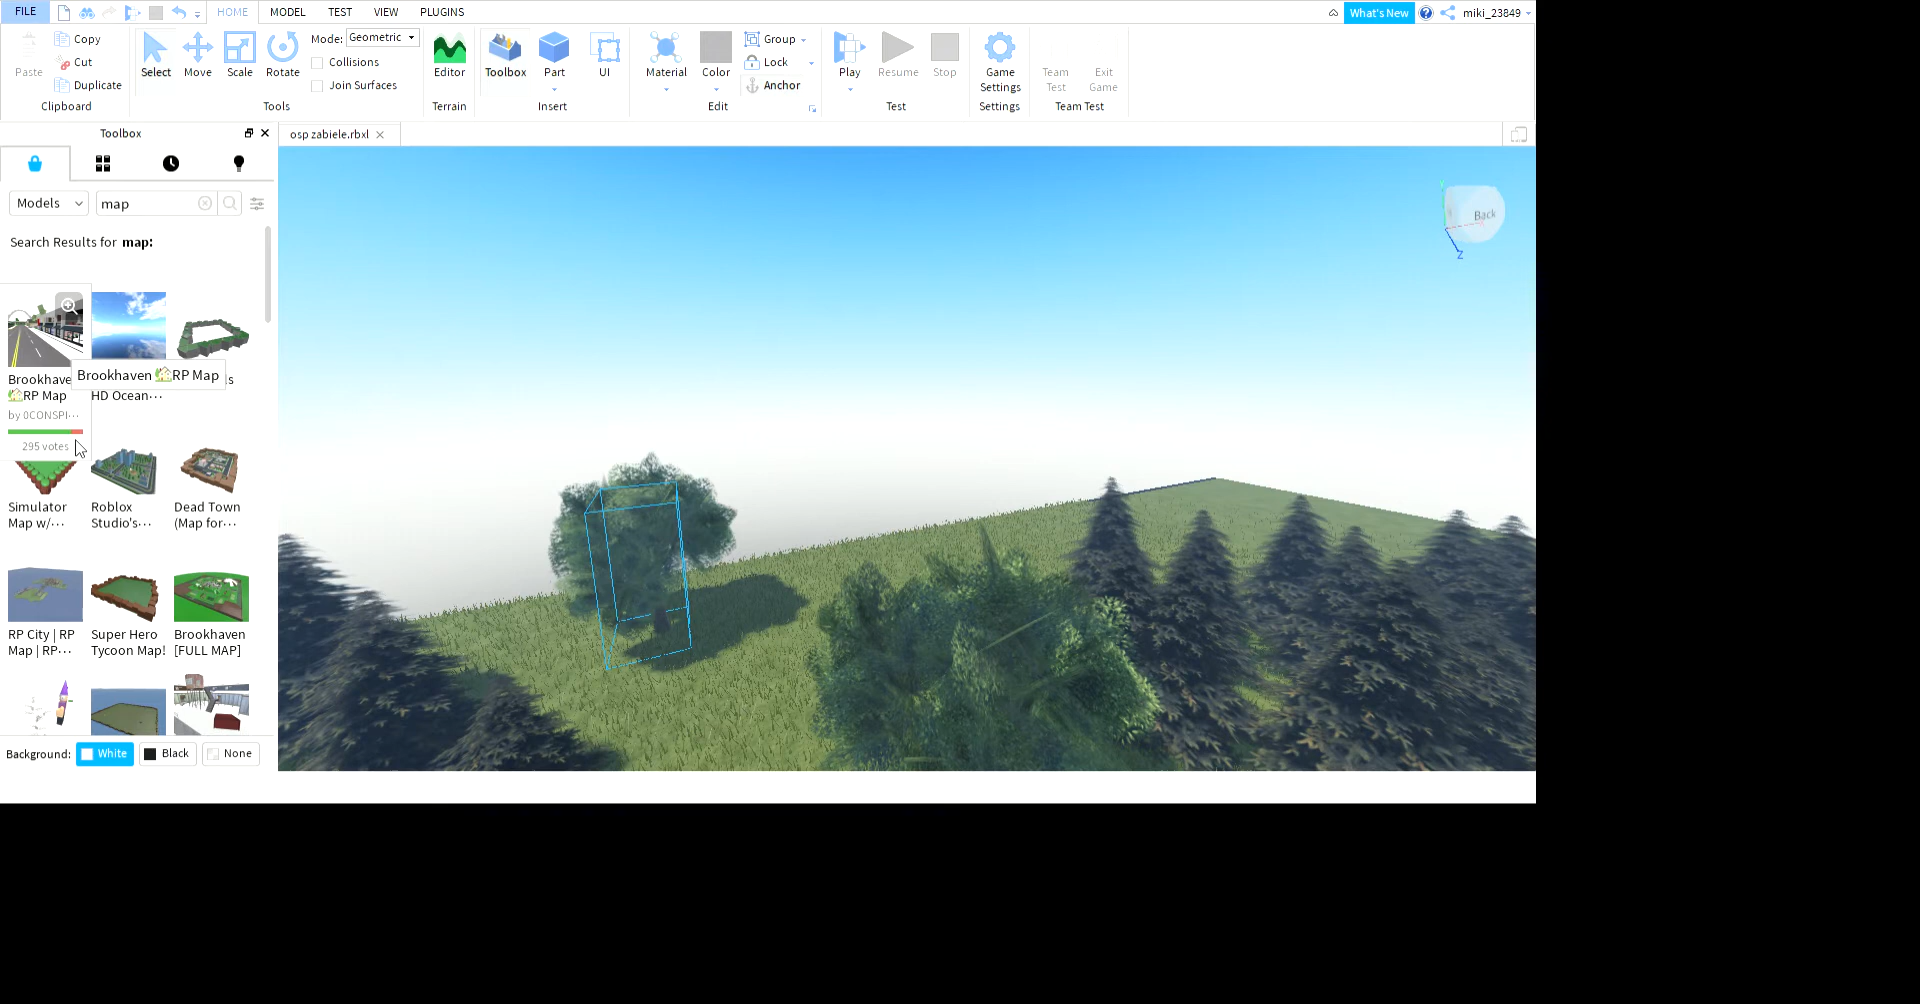 FILE HOME MODEL TEST VIEW PLUGINS What's New miki_23849
Paste Copy Cut Duplicate
Clipboard
Select Move Scale Rotate
Mode: Geometric
Collisions
Join Surfaces
Tools
Editor
Terrain
Toolbox Part UI
Insert
Material Color Group Lock Anchor
Edit
Play Resume Stop
Test
Game Settings
Settings
Team Test Exit Game
Team Test
Toolbox
osp zabiele.rbxl
Models map
Search Results for map:
Brookhaven RP Map
Brookhave
RP Map
HD Ocean...
ls
by 0CONSPI...
295 votes
Simulator Roblox Dead Town
Map w/... Studio's... (Map for...
RP City | RP Super Hero Brookhaven
Map | RP... Tycoon Map! [FULL MAP]
Background: White Black None
Back
Y
Z